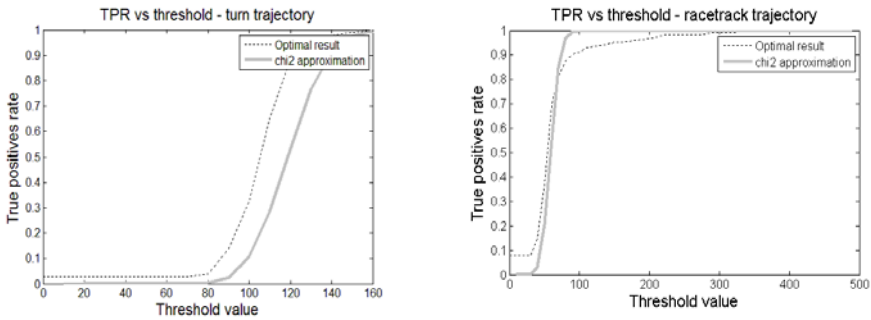 TPR vs threshold - turn trajectory
1
0.9
0.8
0.7
0.6
0.5
0.4
0.3
0.2
0.1
0
True positives rate
Optimal result
chi2 approximation
0 20 40 60 80 100 120 140 160
Threshold value
TPR vs threshold - racetrack trajectory
1
0.9
0.8
0.7
0.6
0.5
0.4
0.3
0.2
0.1
0
True positives rate
Optimal result
chi2 approximation
0 100 200 300 400 500
Threshold value